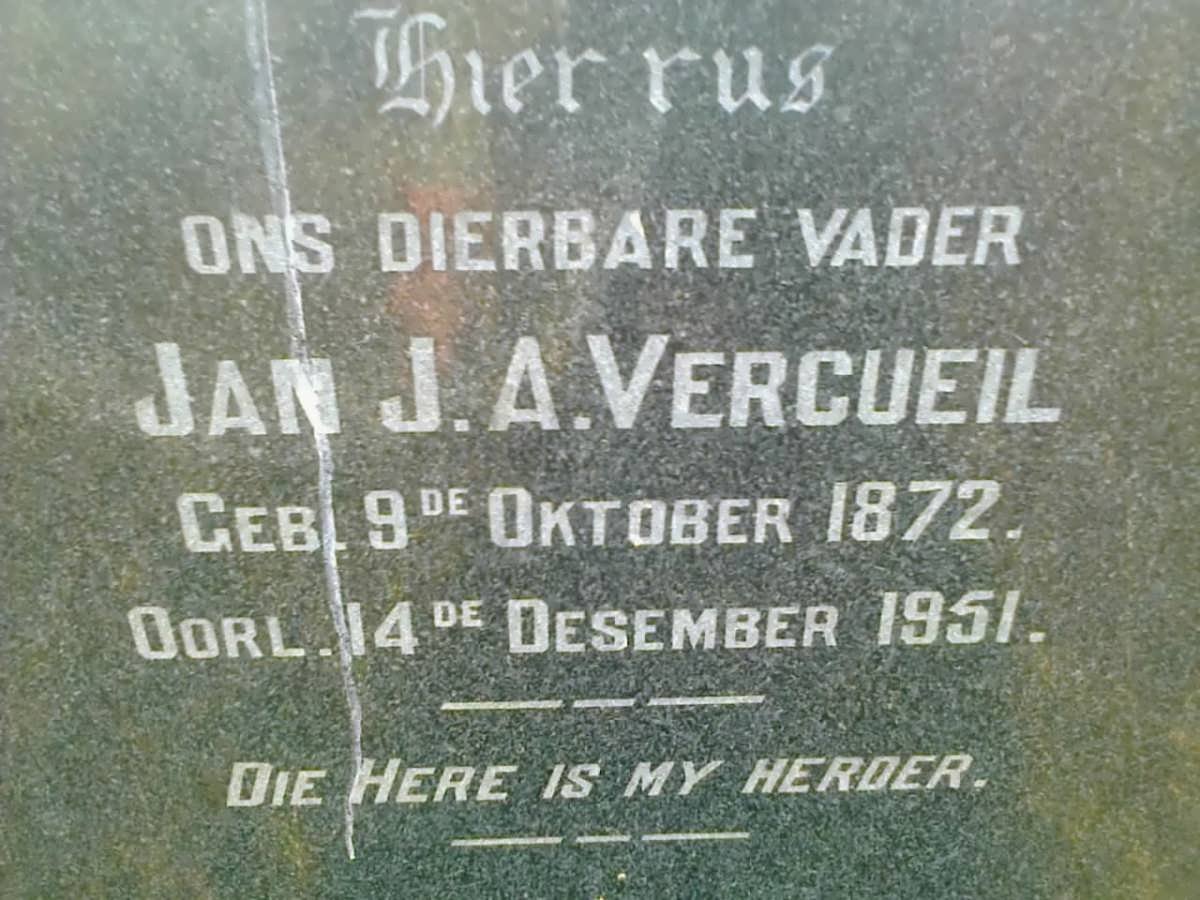 Hier rus
ONS DIERBARE VADER
JAN J.A. VERCUEIL
GEB. 9DE OKTOBER 1872.
OORL. 14DE DESEMBER 1951.
DIE HERE IS MY HERDER.